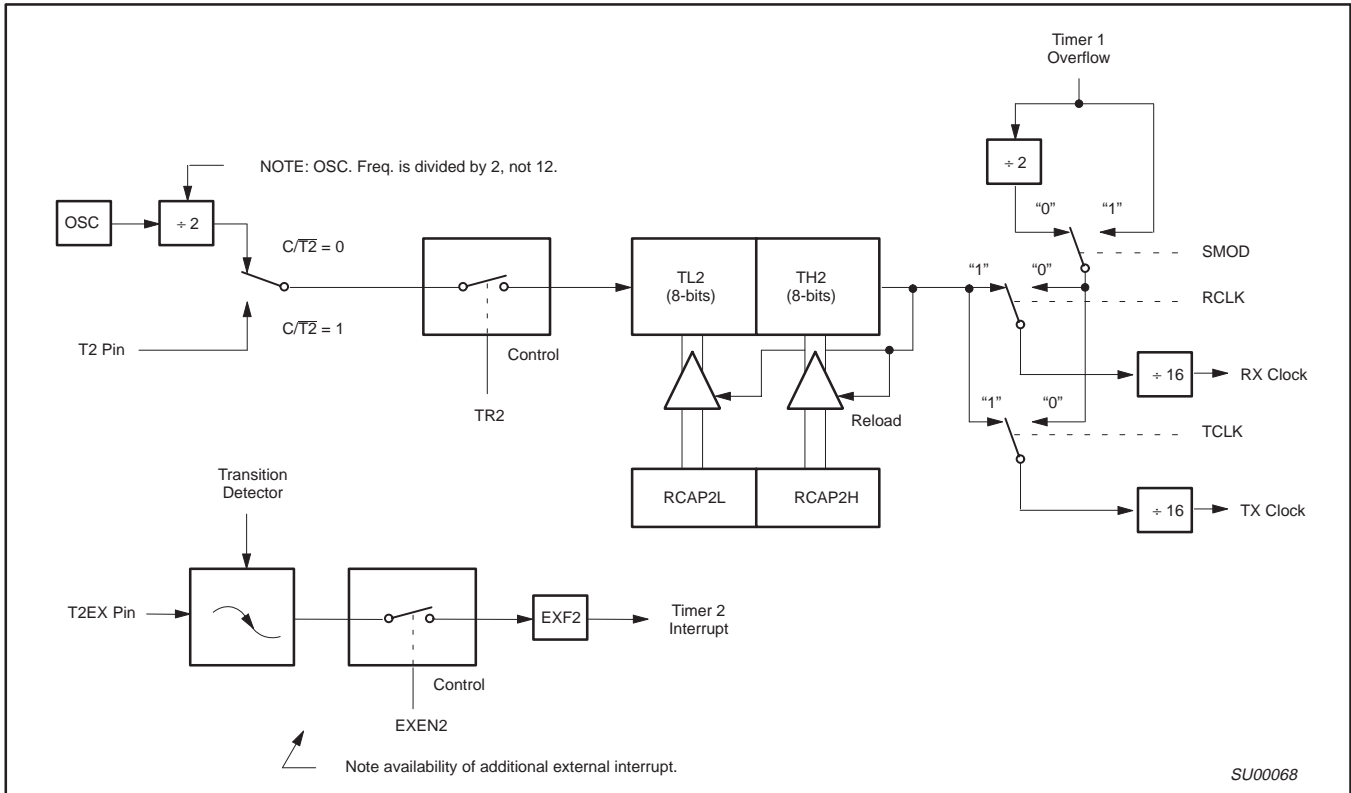 Timer 1
Overflow
÷ 2
NOTE: OSC. Freq. is divided by 2, not 12.
“0”
“1”
OSC
÷ 2
C/T2 = 0
TL2
(8-bits)
TH2
(8-bits)
SMOD
“1”
“0”
RCLK
C/T2 = 1
T2 Pin
Control
÷ 16
RX Clock
TR2
Reload
“1”
“0”
TCLK
Transition
Detector
RCAP2L
RCAP2H
÷ 16
TX Clock
T2EX Pin
EXF2
Timer 2
Interrupt
Control
EXEN2
Note availability of additional external interrupt.
SU00068